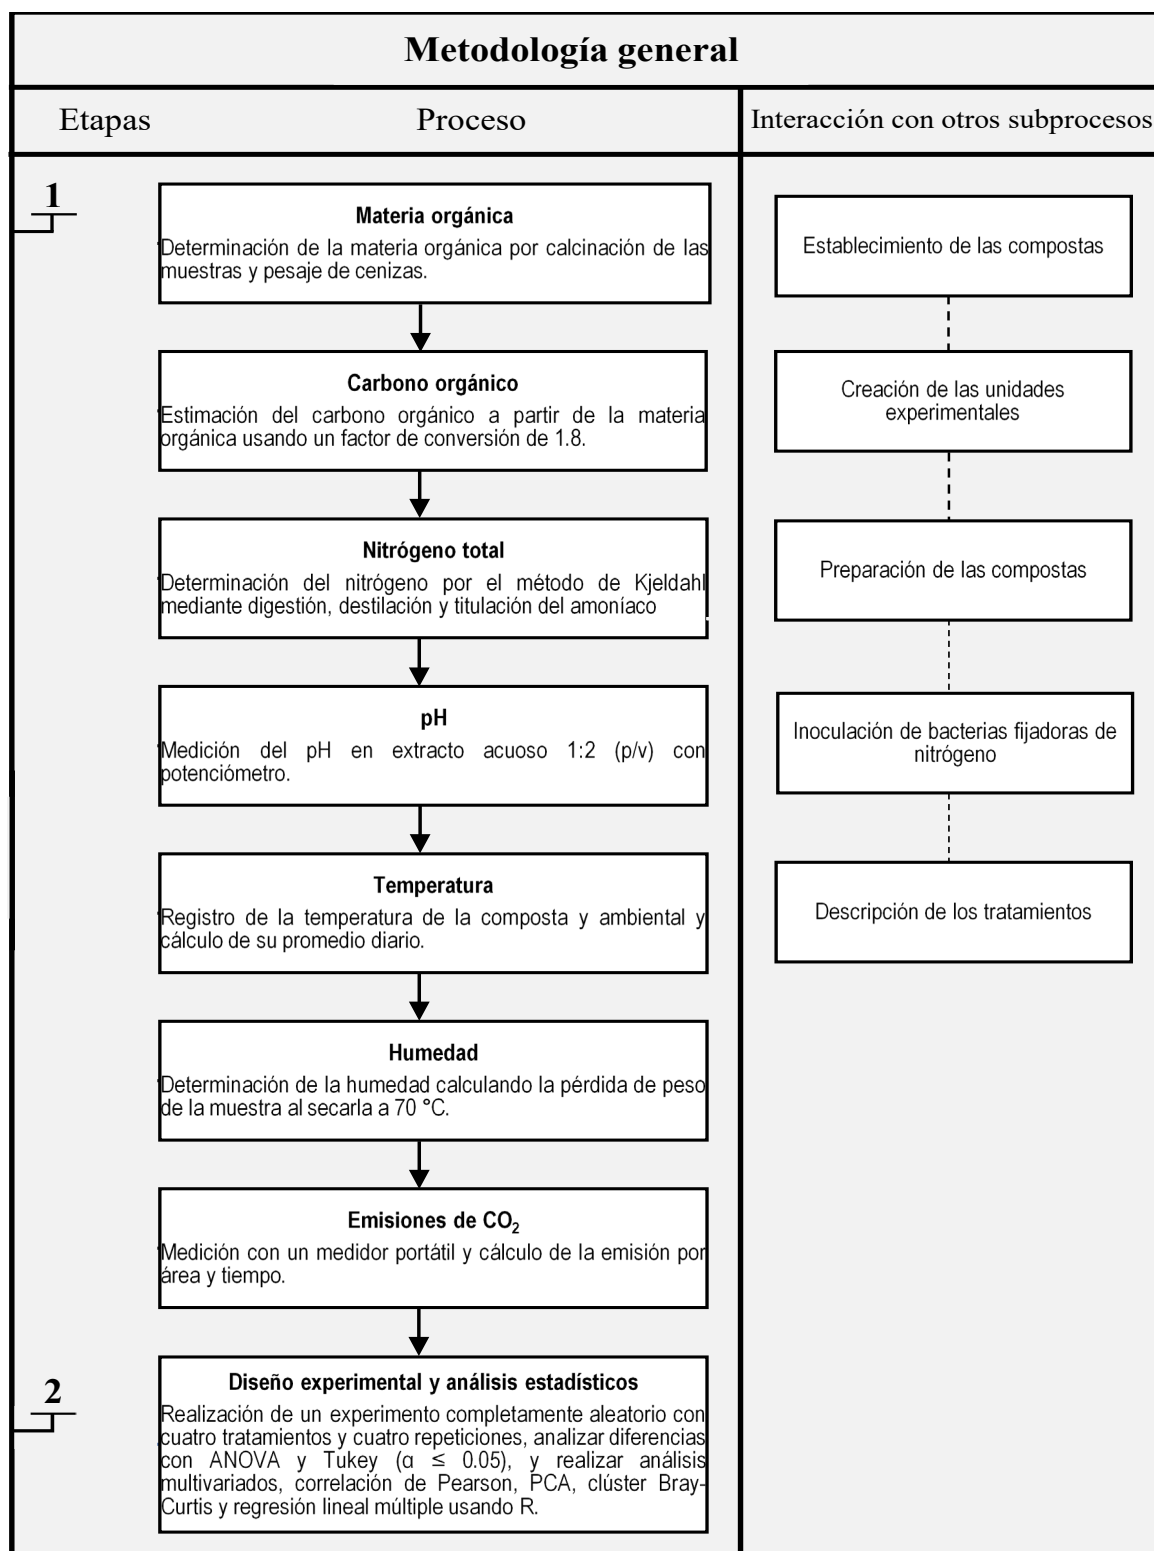 Metodología general
Etapas
Proceso
Interacción con otros subprocesos
1
Materia orgánica
Determinación de la materia orgánica por calcinación de las
muestras y pesaje de cenizas.
Carbono orgánico
Estimación del carbono orgánico a partir de la materia
orgánica usando un factor de conversión de 1.8.
Nitrógeno total
Determinación del nitrógeno por el método de Kjeldahl
mediante digestión, destilación y titulación del amoníaco
pH
Medición del pH en extracto acuoso 1:2 (p/v) con
potenciómetro.
Temperatura
Registro de la temperatura de la composta y ambiental y
cálculo de su promedio diario.
Humedad
Determinación de la humedad calculando la pérdida de peso
de la muestra al secarla a 70 °C.
Emisiones de CO₂
Medición con un medidor portátil y cálculo de la emisión por
área y tiempo.
2
Diseño experimental y análisis estadísticos
Realización de un experimento completamente aleatorio con
cuatro tratamientos y cuatro repeticiones, analizar diferencias
con ANOVA y Tukey (α ≤ 0.05), y realizar análisis
multivariados, correlación de Pearson, PCA, clúster Bray-
Curtis y regresión lineal múltiple usando R.
Establecimiento de las compostas
Creación de las unidades
experimentales
Preparación de las compostas
Inoculación de bacterias fijadoras de
nitrógeno
Descripción de los tratamientos